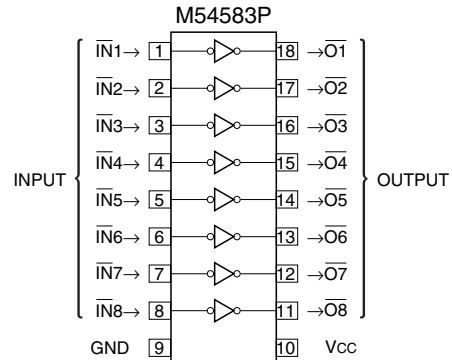 M54583P
IN1→ 1 18 →O1
IN2→ 2 17 →O2
IN3→ 3 16 →O3
IN4→ 4 15 →O4
INPUT IN5→ 5 14 →O5 OUTPUT
IN6→ 6 13 →O6
IN7→ 7 12 →O7
IN8→ 8 11 →O8
GND 9 10 VCC